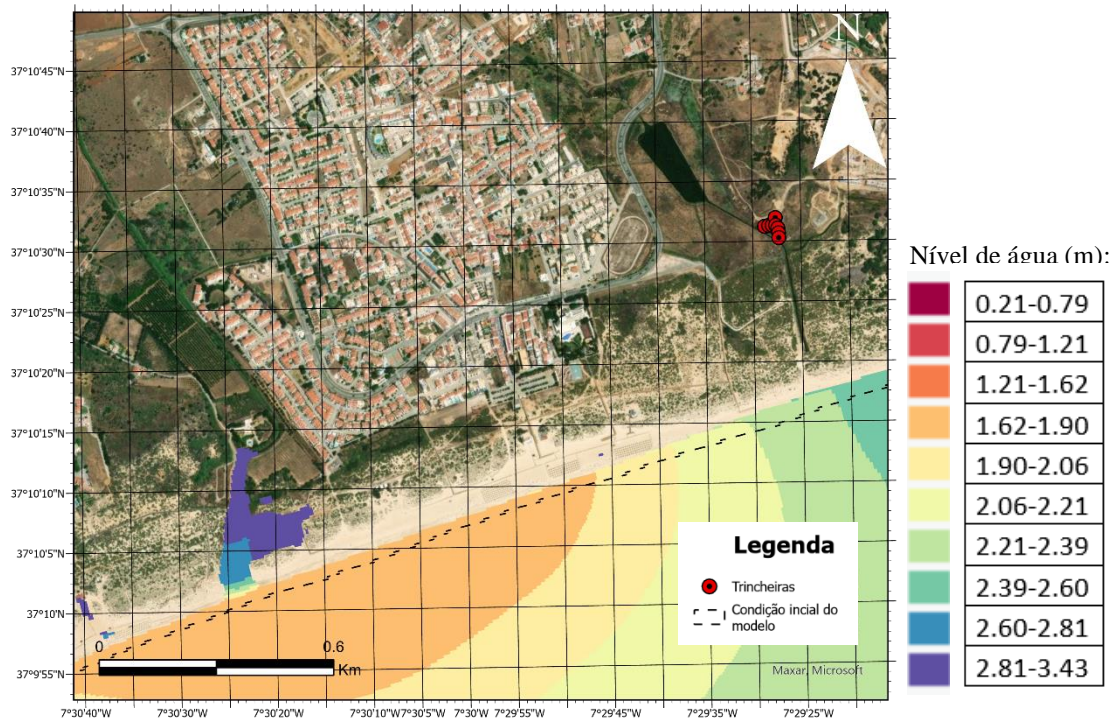 N
37°10'45"N
37°10'40"N
37°10'35"N
37°10'30"N
37°10'25"N
37°10'20"N
37°10'15"N
37°10'10"N
37°10'5"N
37°10'N
37°9'55"N
0 0.6
Km
7°30'40"W 7°30'30"W 7°30'20"W 7°30'10"W 7°30'5"W 7°30'W 7°29'55"W 7°29'45"W 7°29'35"W 7°29'25"W
Legenda
Trincheiras
Condição incial do
modelo
Maxar, Microsoft
Nível de água (m):
0.21-0.79
0.79-1.21
1.21-1.62
1.62-1.90
1.90-2.06
2.06-2.21
2.21-2.39
2.39-2.60
2.60-2.81
2.81-3.43